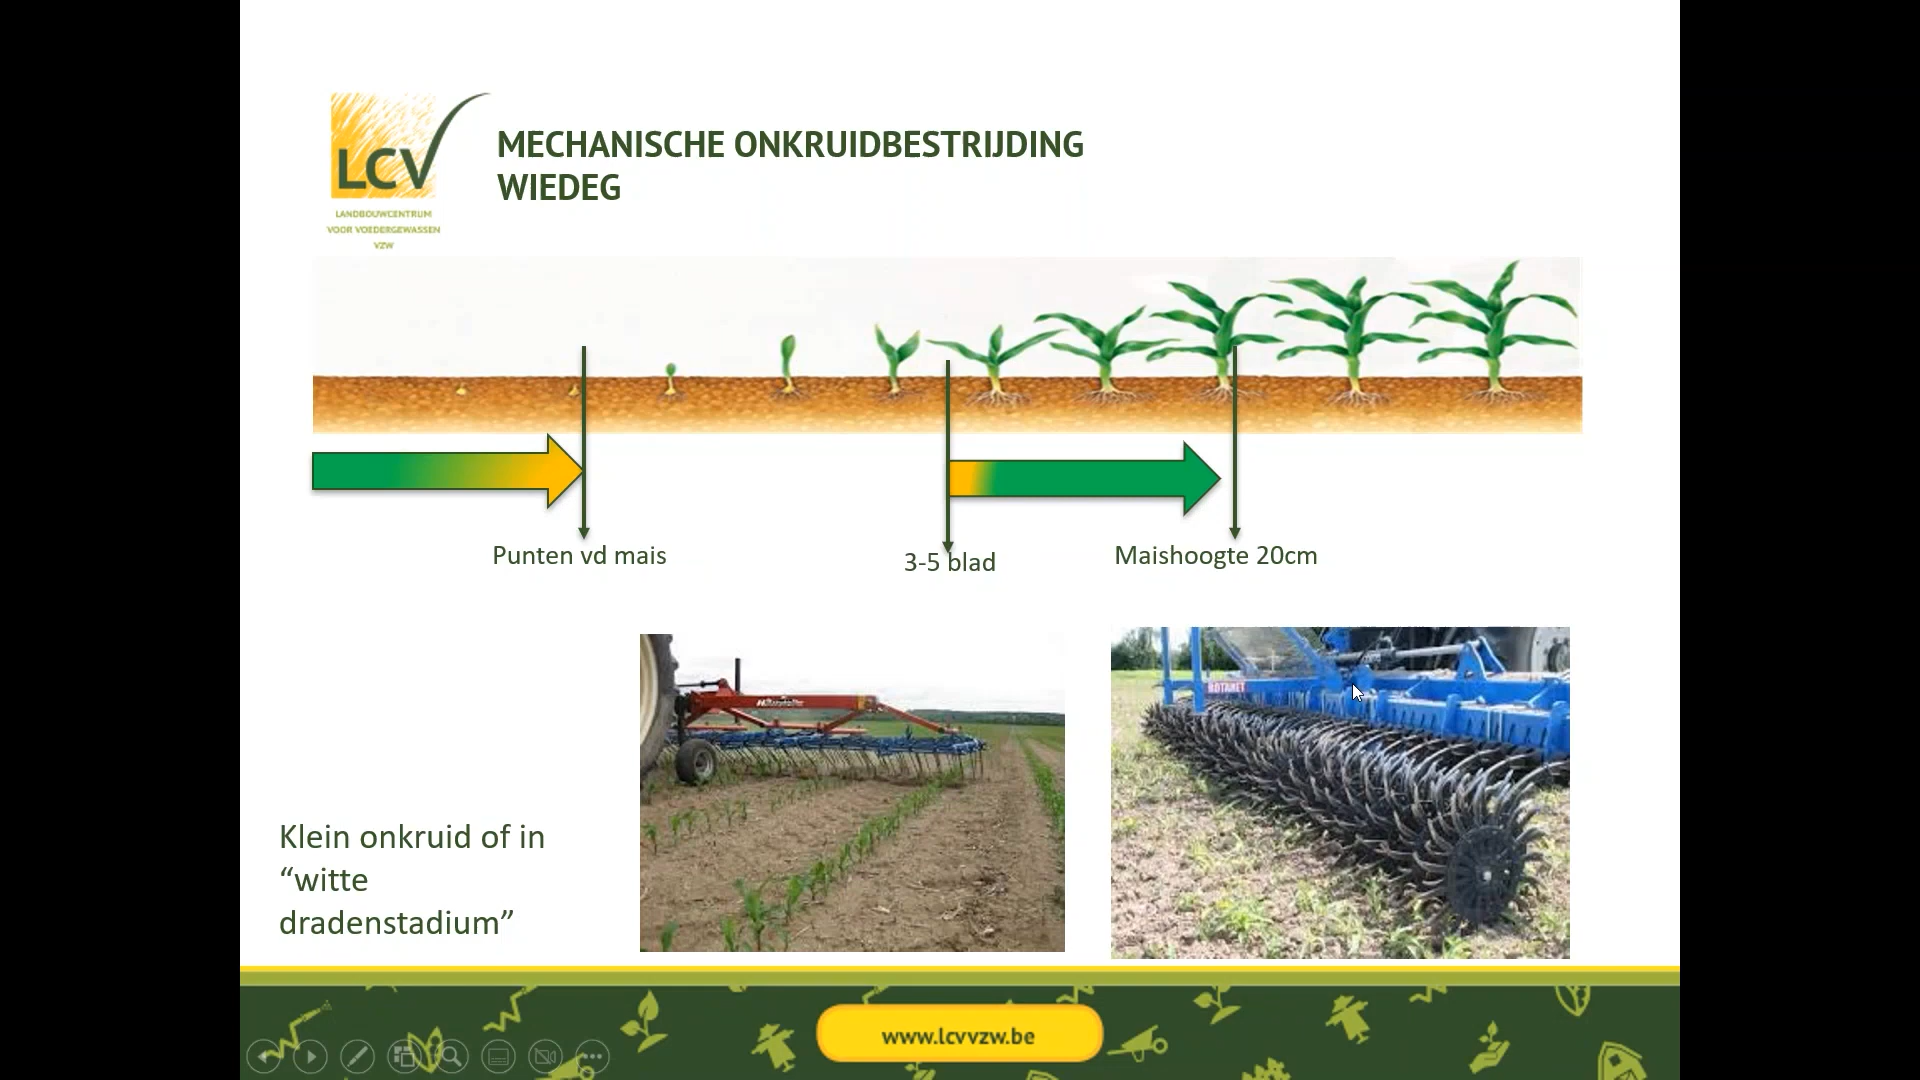 MECHANISCHE ONKRUIDBESTRIJDING
WIEDEG
LCV
LANDBOUWCENTRUM
VOOR VOEDERGEWASSEN
VZW
Punten vd mais
3-5 blad
Maishoogte 20cm
Klein onkruid of in
“witte
dradenstadium”
ROTANET
www.lcvvzw.be